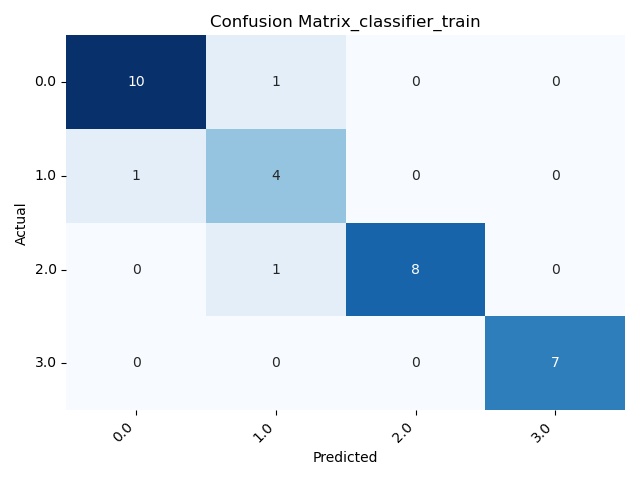 Confusion Matrix_classifier_train
Actual
0.0 10 1 0 0
1.0 1 4 0 0
2.0 0 1 8 0
3.0 0 0 0 7
0.0 1.0 2.0 3.0
Predicted